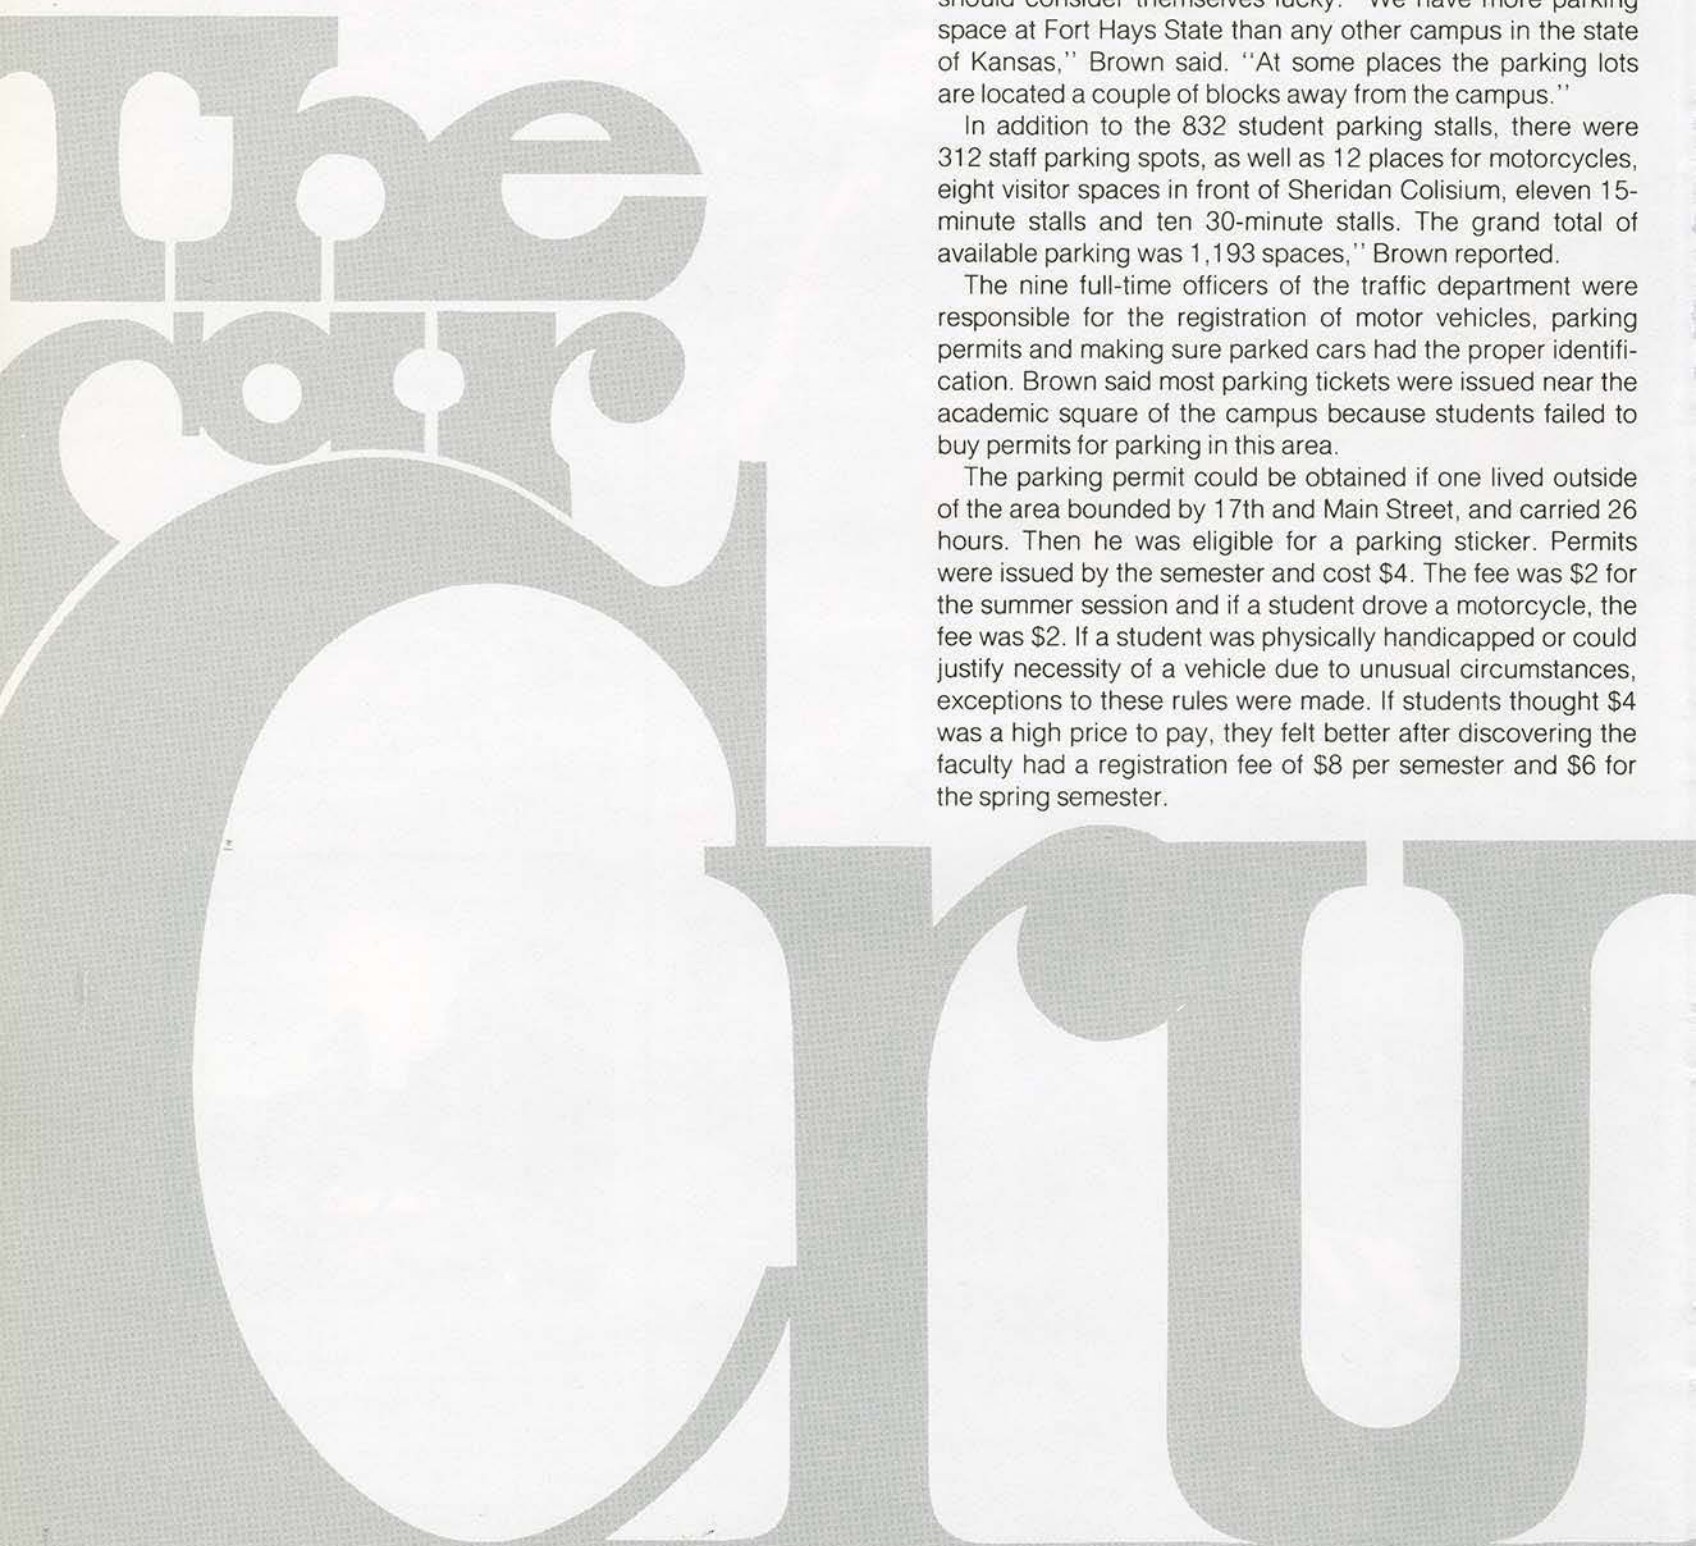 The
car
Cru
should consider themselves lucky. "We have more parking
space at Fort Hays State than any other campus in the state
of Kansas,'' Brown said. ''At some places the parking lots
are located a couple of blocks away from the campus.''
In addition to the 832 student parking stalls, there were
312 staff parking spots, as well as 12 places for motorcycles,
eight visitor spaces in front of Sheridan Colisium, eleven 15-
minute stalls and ten 30-minute stalls. The grand total of
available parking was 1,193 spaces,'' Brown reported.
The nine full-time officers of the traffic department were
responsible for the registration of motor vehicles, parking
permits and making sure parked cars had the proper identifi-
cation. Brown said most parking tickets were issued near the
academic square of the campus because students failed to
buy permits for parking in this area.
The parking permit could be obtained if one lived outside
of the area bounded by 17th and Main Street, and carried 26
hours. Then he was eligible for a parking sticker. Permits
were issued by the semester and cost $4. The fee was $2 for
the summer session and if a student drove a motorcycle, the
fee was $2. If a student was physically handicapped or could
justify necessity of a vehicle due to unusual circumstances,
exceptions to these rules were made. If students thought $4
was a high price to pay, they felt better after discovering the
faculty had a registration fee of $8 per semester and $6 for
the spring semester.